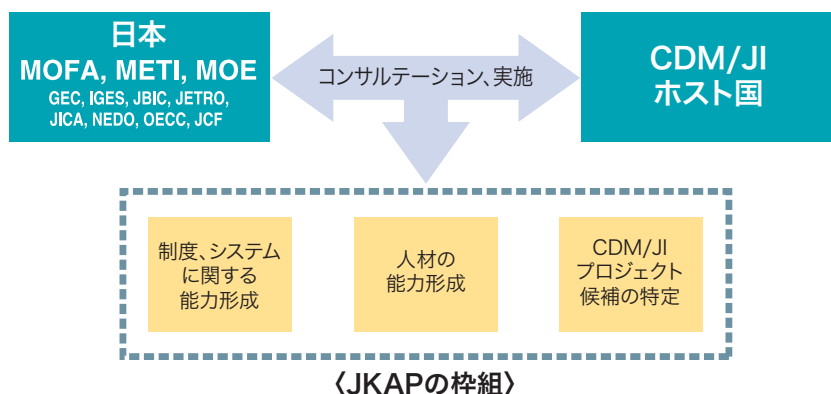 日本
MOFA, METI, MOE
GEC, IGES, JBIC, JETRO,
JICA, NEDO, OECC, JCF
コンサルテーション、実施
CDM/JI
ホスト国
制度、システム
に関する
能力形成
人材の
能力形成
CDM/JI
プロジェクト
候補の特定
〈JKAPの枠組〉